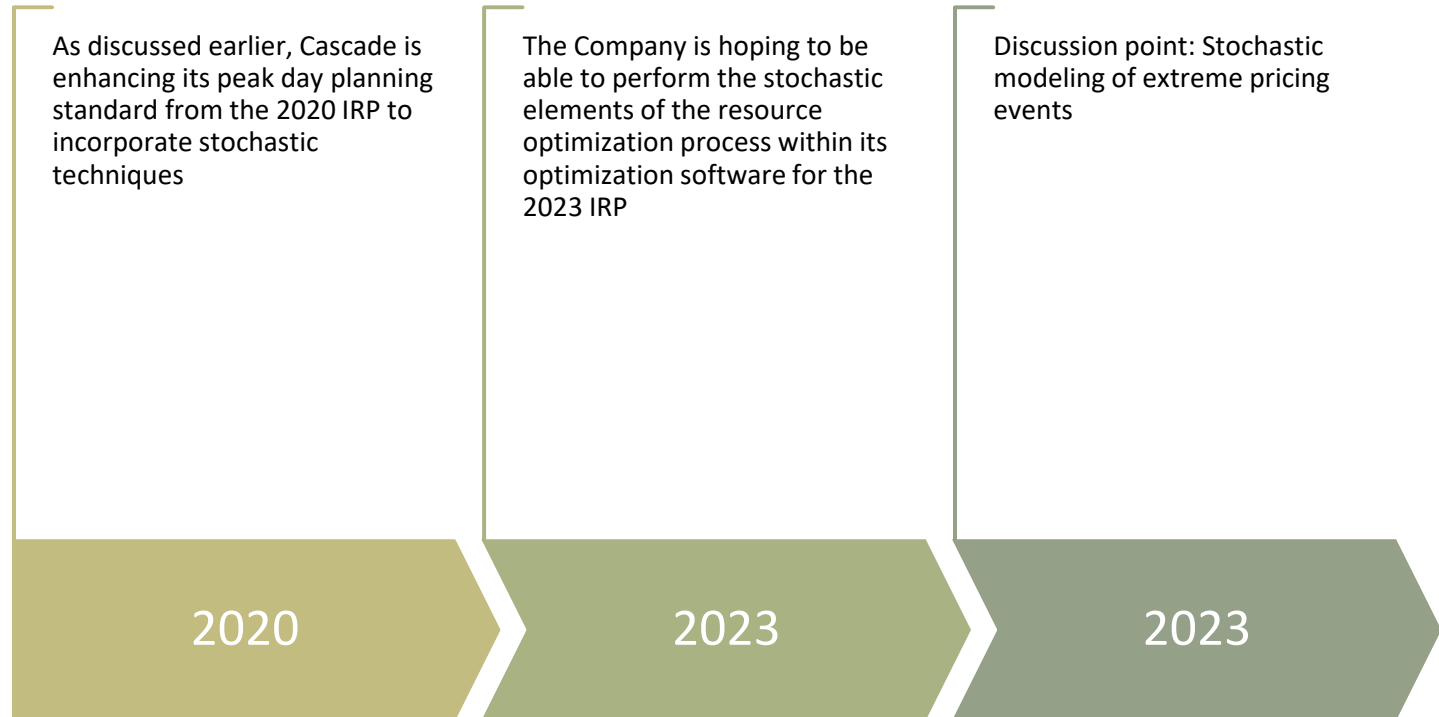 As discussed earlier, Cascade is
enhancing its peak day planning
standard from the 2020 IRP to
incorporate stochastic
techniques
The Company is hoping to be
able to perform the stochastic
elements of the resource
optimization process within its
optimization software for the
2023 IRP
Discussion point: Stochastic
modeling of extreme pricing
events
2020
2023
2023